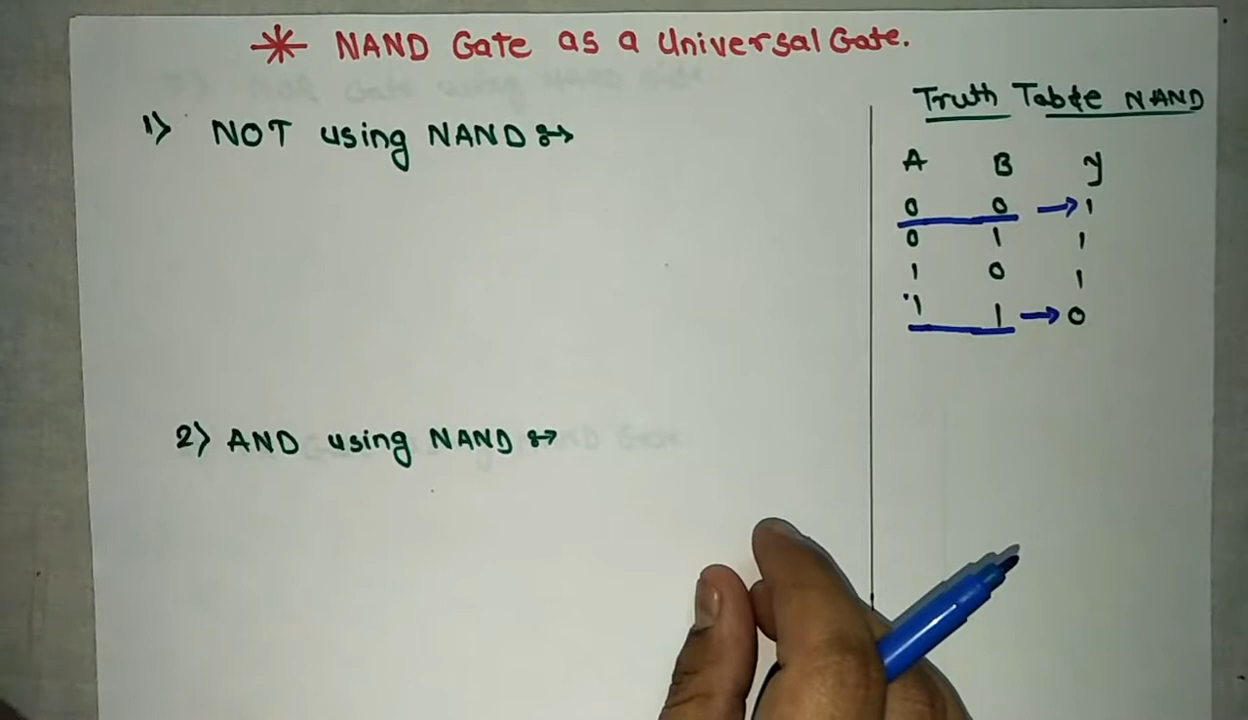 NAND Gate as a Universal Gate.
1) NOT using NAND :→
2) AND using NAND :→
Truth Table NAND
A B Y
0 0 → 1
0 1 1
1 0 1
1 1 → 0